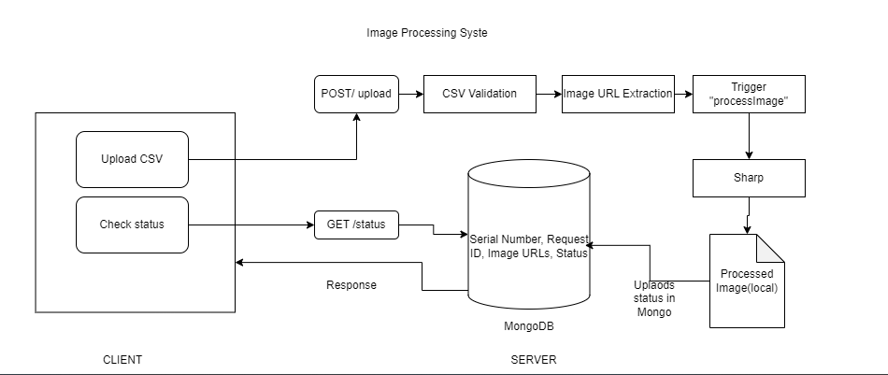 Image Processing Syste
POST/ upload
CSV Validation
Image URL Extraction
Trigger
"processImage"
Upload CSV
Sharp
Check status
GET /status
Serial Number, Request
ID, Image URLs, Status
Processed
Image(local)
Response
Uplaods
status in
Mongo
MongoDB
CLIENT
SERVER